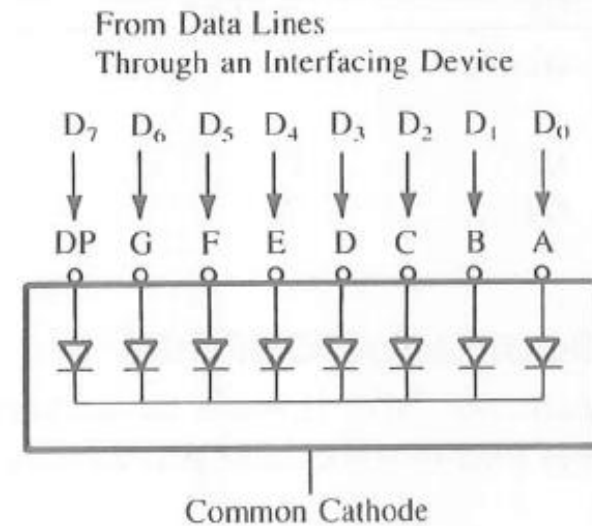 From Data Lines
Through an Interfacing Device
D₇ D₆ D₅ D₄ D₃ D₂ D₁ D₀
DP G F E D C B A
Common Cathode